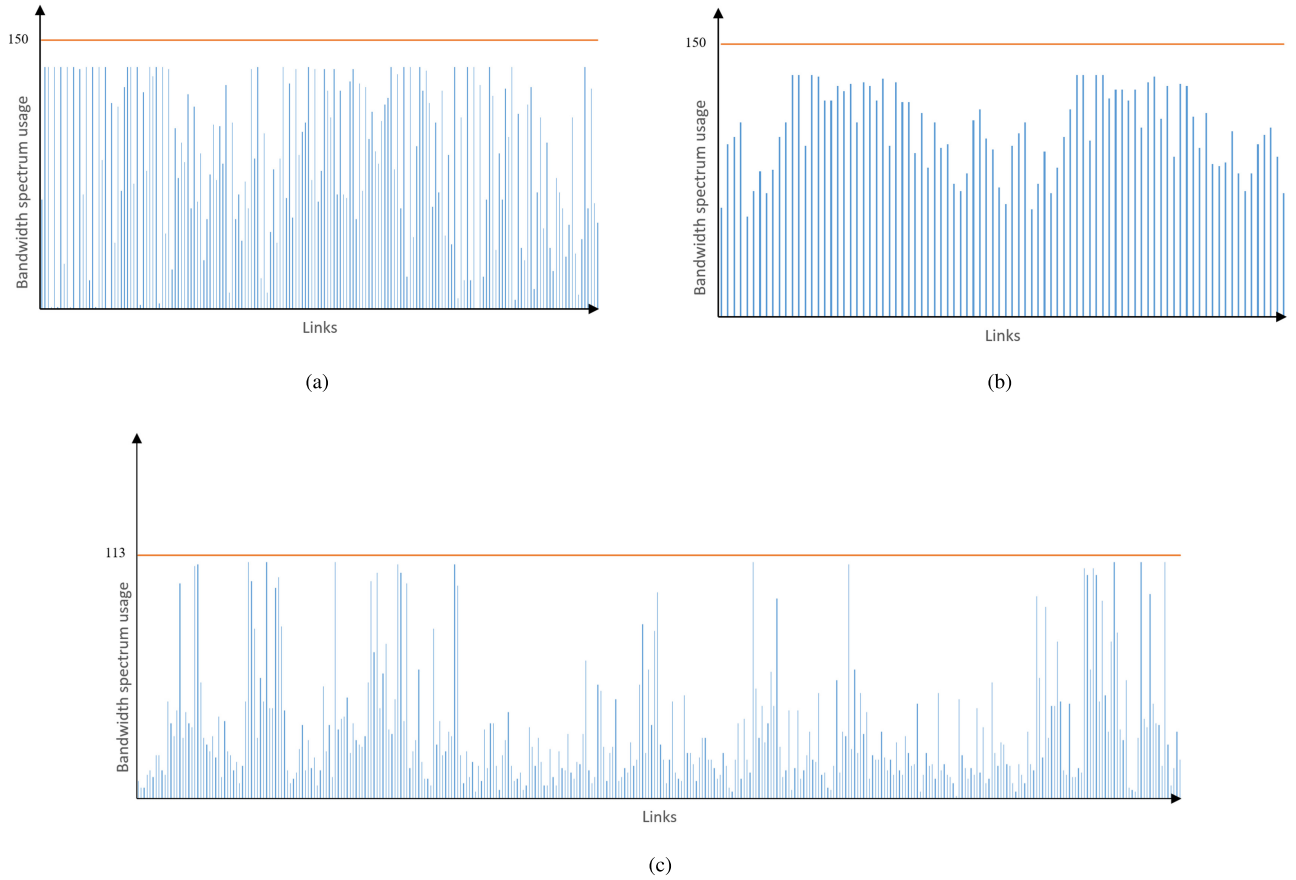 150
Bandwidth spectrum usage
Links
(a)
150
Bandwidth spectrum usage
Links
(b)
113
Bandwidth spectrum usage
Links
(c)